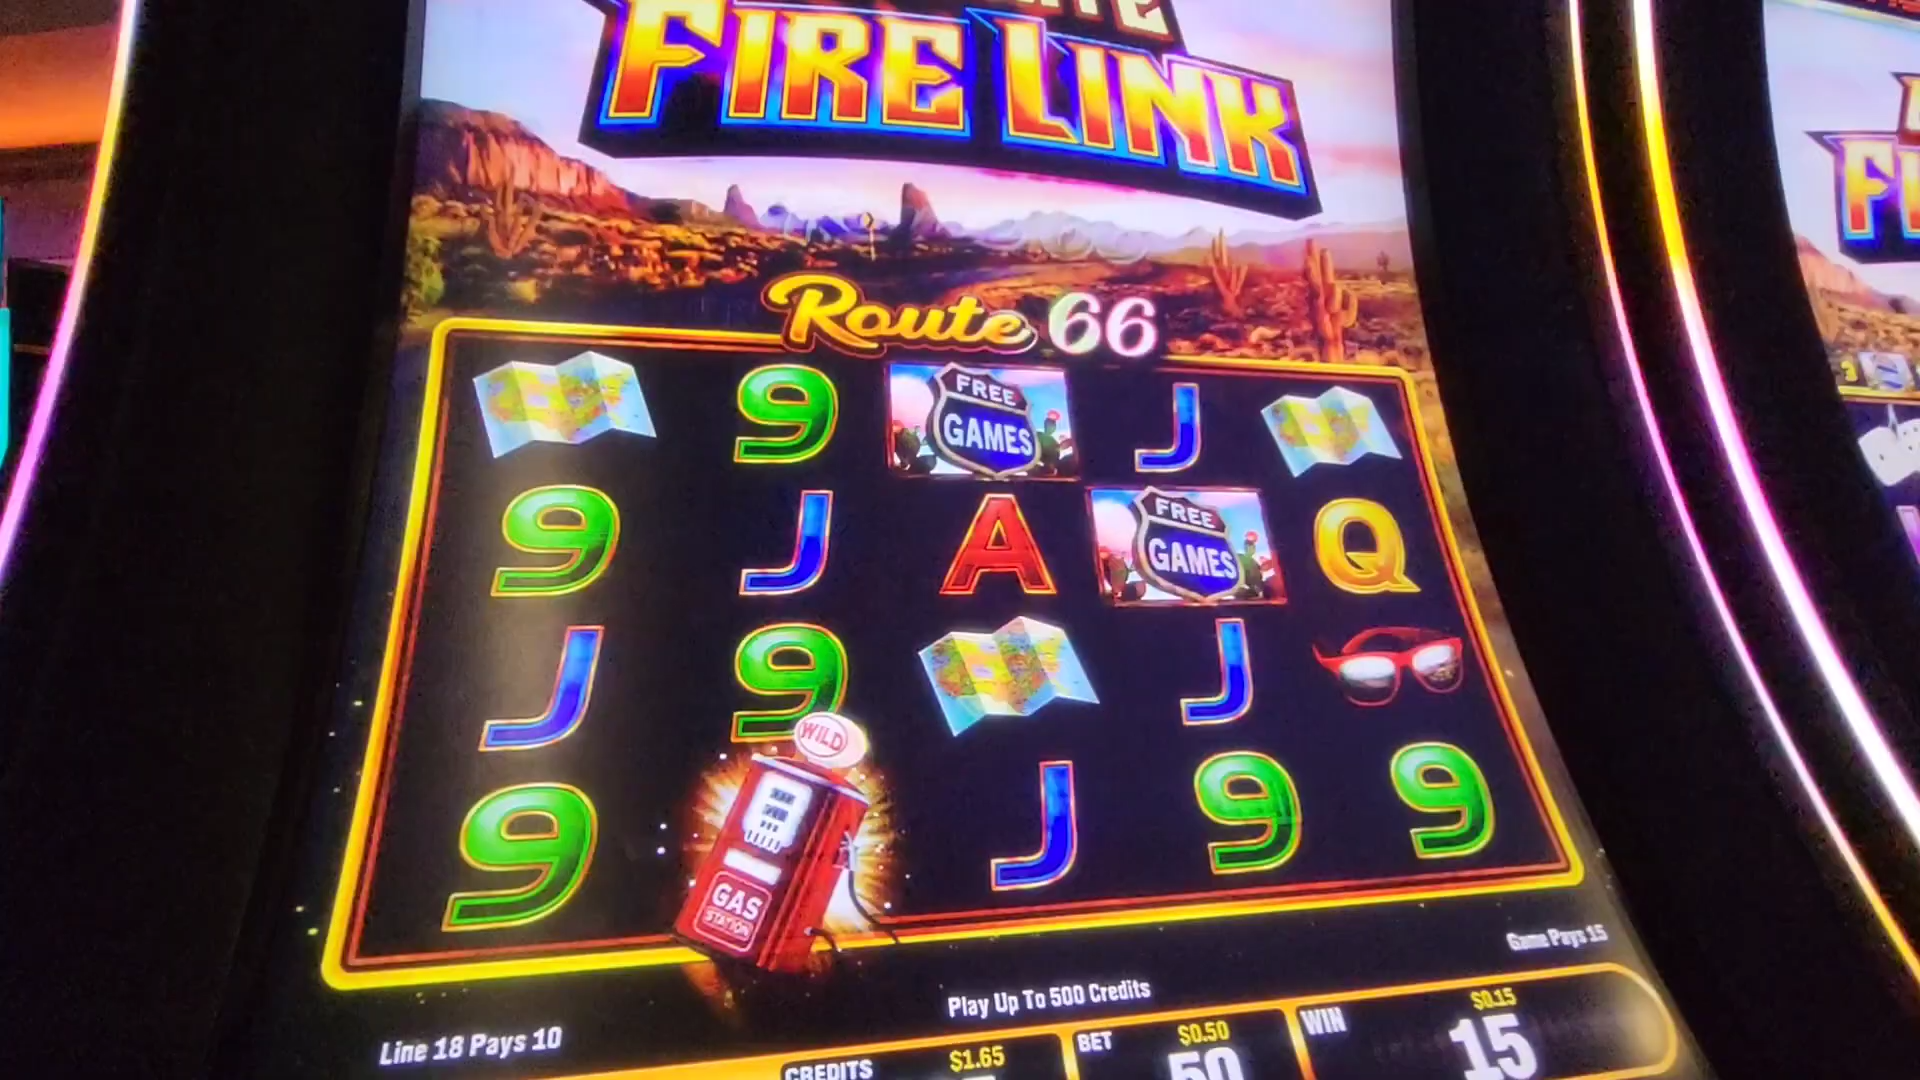 FIRE LINK
Route 66
9
FREE GAMES
J
9
J
A
FREE GAMES
Q
J
9
J
WILD
GAS STATION
9
J
9
9
Game Pays 15
Play Up To 500 Credits
Line 18 Pays 10
CREDITS
$1.65
BET
$0.50
50
WIN
$0.15
15